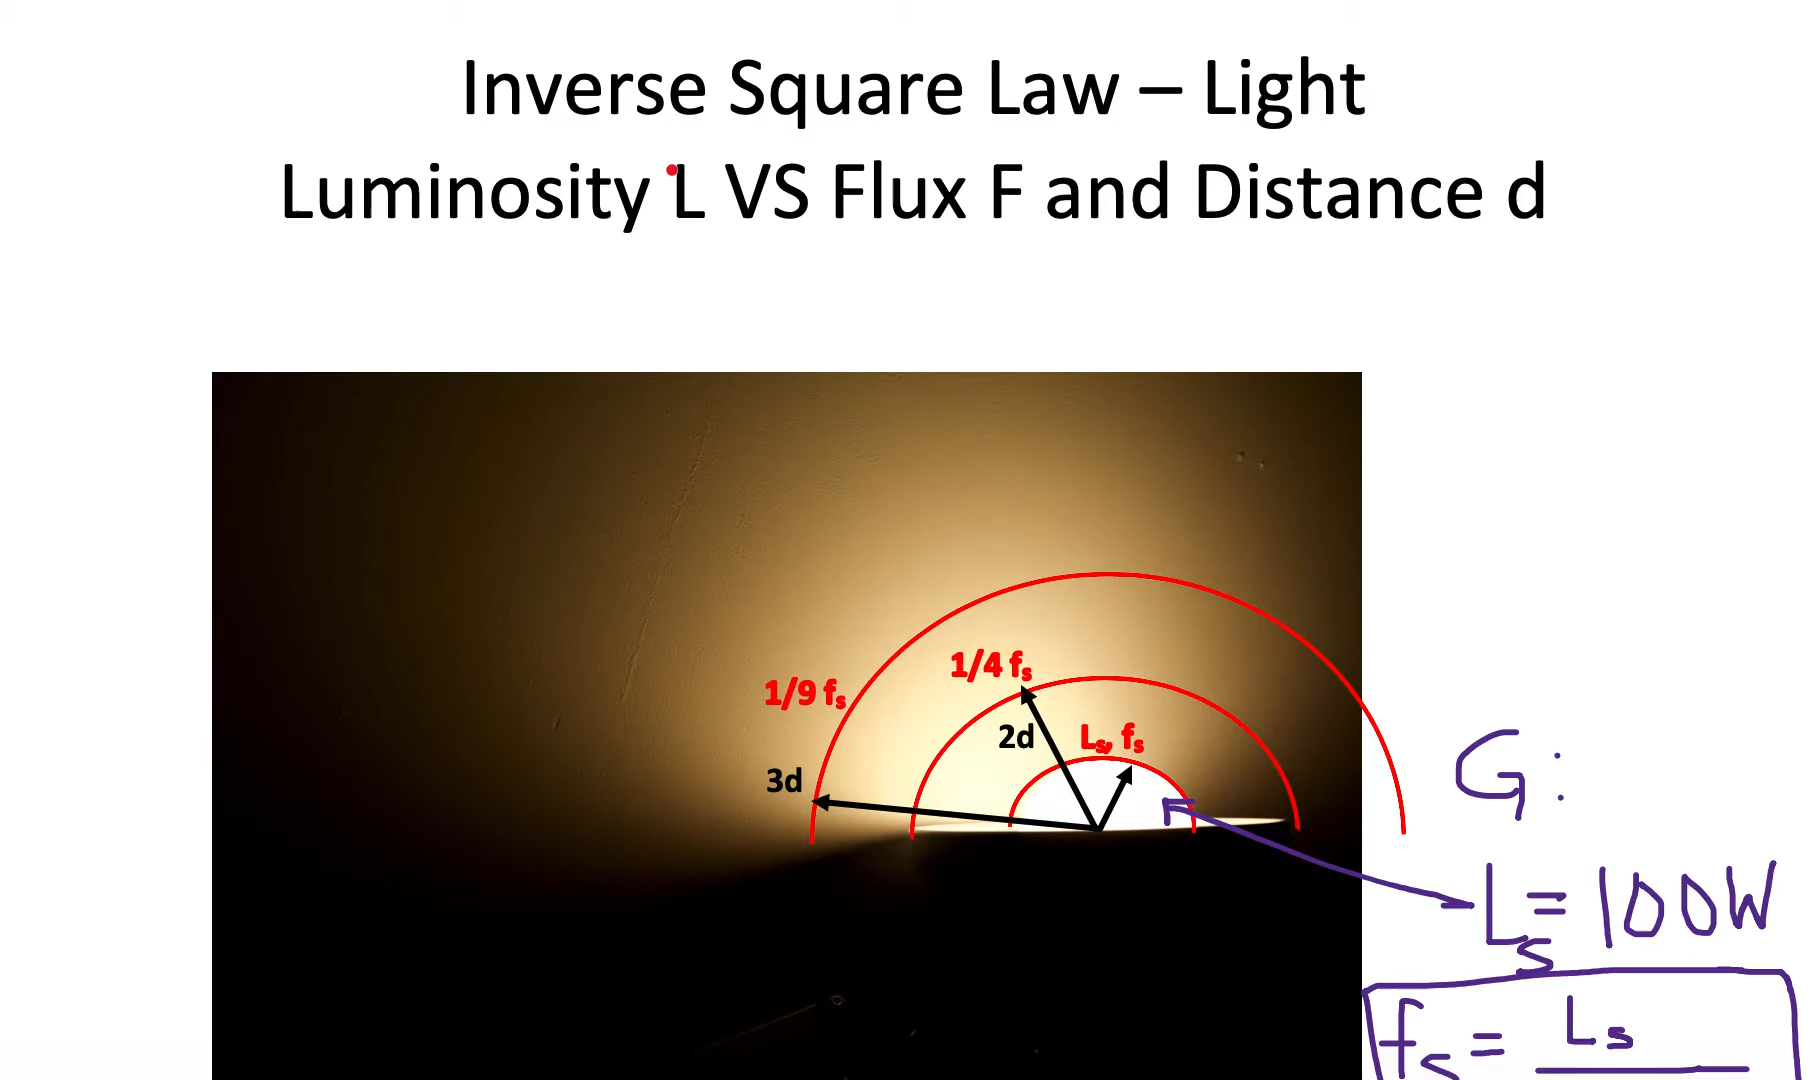 Inverse Square Law – Light
Luminosity L VS Flux F and Distance d
1/4 fs
1/9 fs
2d
Ls, fs
3d
G:
Ls = 100W
fs = Ls